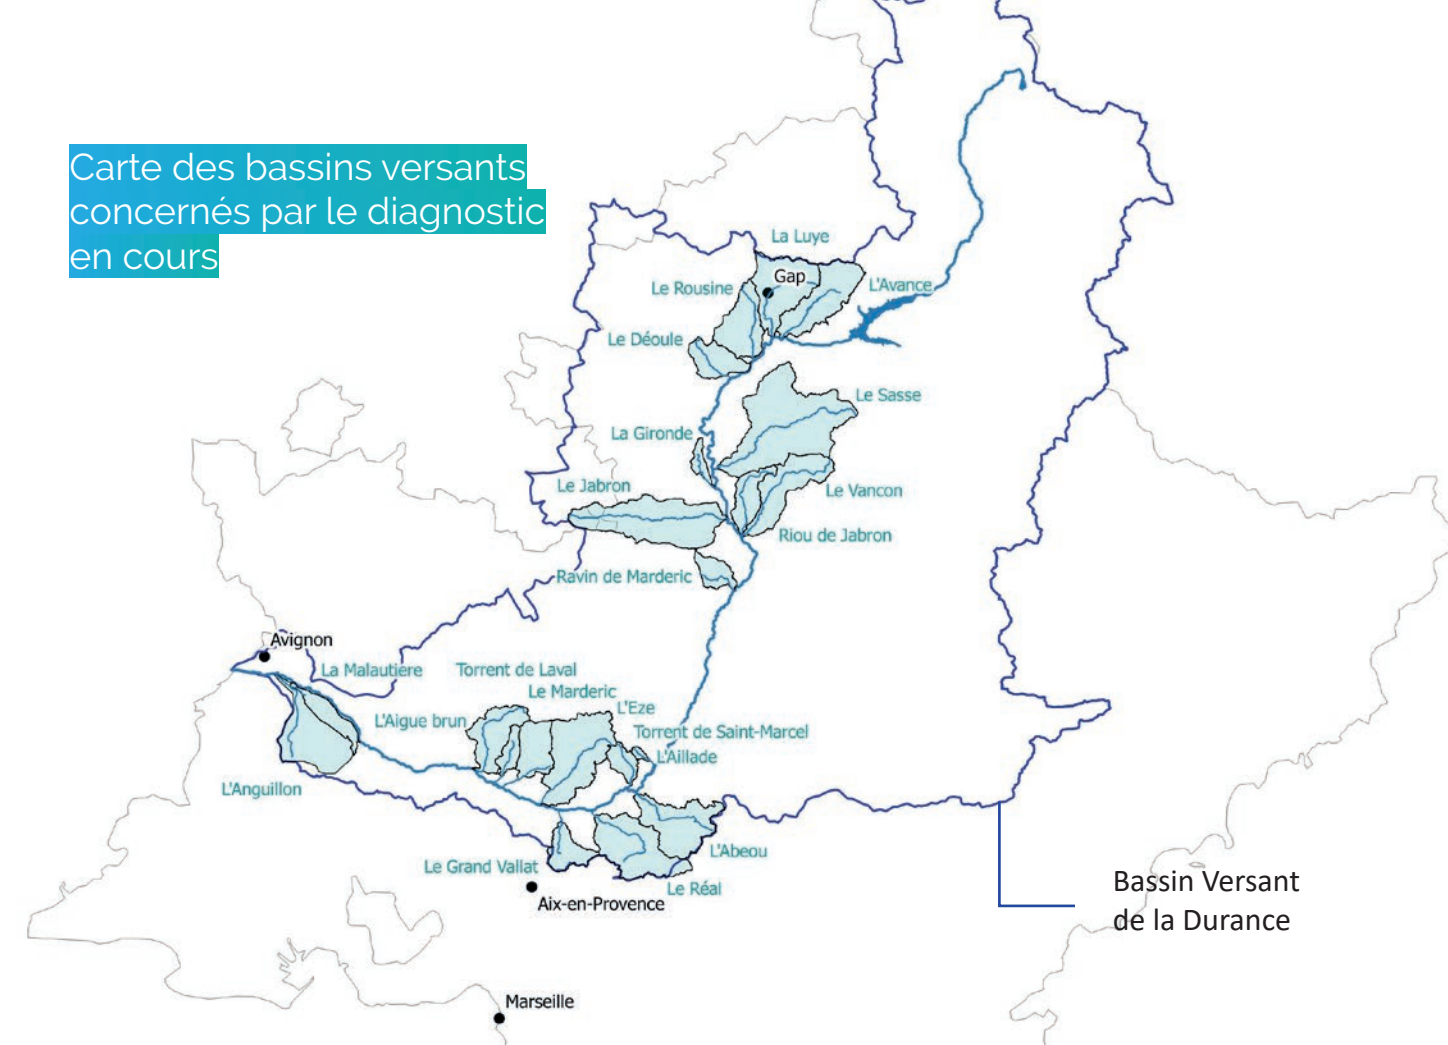 Carte des bassins versants
concernés par le diagnostic
en cours
La Luye
Gap
Le Rousine
L'Avance
Le Déoule
Le Sasse
La Gironde
Le Jabron
Le Vancon
Riou de Jabron
Ravin de Marderic
Avignon
La Malautière
Torrent de Laval
Le Marderic
L'Eze
L'Aigue brun
Torrent de Saint-Marcel
L'Aillade
L'Anguillon
L'Abeou
Le Grand Vallat
Le Réal
Aix-en-Provence
Bassin Versant
de la Durance
Marseille